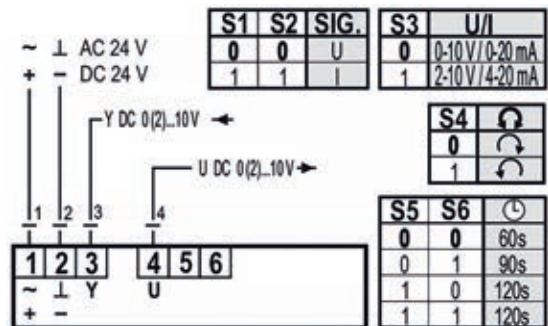 ~ ⊥ AC 24 V
+ − DC 24 V
Y DC 0(2)...10V
U DC 0(2)...10V
1 2 3 4
1 2 3 4 5 6
~ ⊥ Y U
+ −
S1 S2 SIG.
0 0 U
1 1 I
S3 U/I
0 0-10 V / 0-20 mA
1 2-10 V / 4-20 mA
S4
0
1
S5 S6
0 0 60s
0 1 90s
1 0 120s
1 1 120s